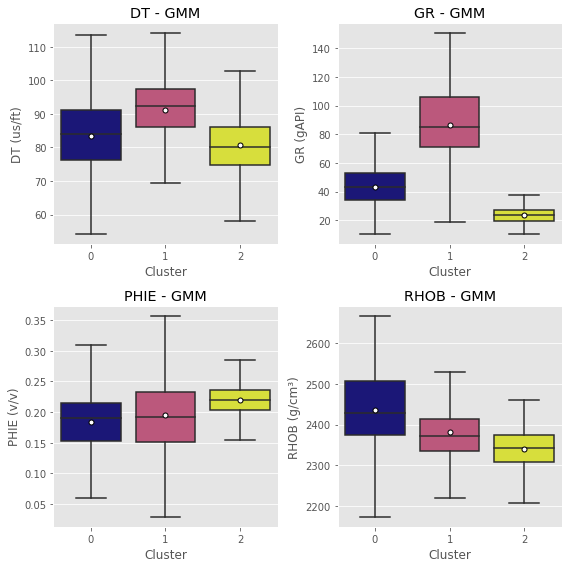 DT - GMM
DT (us/ft)
110
100
90
80
70
60
0 1 2
Cluster
GR - GMM
GR (gAPI)
140
120
100
80
60
40
20
0 1 2
Cluster
PHIE - GMM
PHIE (v/v)
0.35
0.30
0.25
0.20
0.15
0.10
0.05
0 1 2
Cluster
RHOB - GMM
RHOB (g/cm³)
2600
2500
2400
2300
2200
0 1 2
Cluster